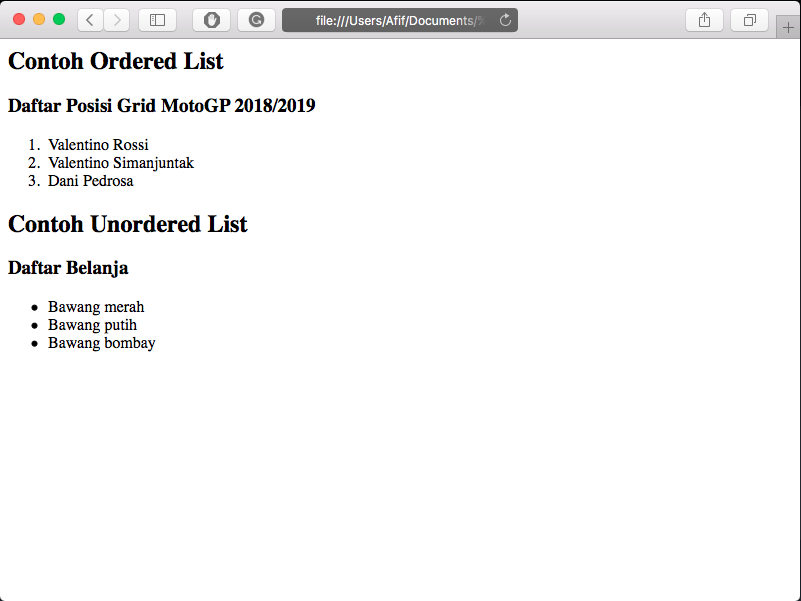 file:///Users/Afif/Documents/
Contoh Ordered List
Daftar Posisi Grid MotoGP 2018/2019
1. Valentino Rossi
2. Valentino Simanjuntak
3. Dani Pedrosa
Contoh Unordered List
Daftar Belanja
• Bawang merah
• Bawang putih
• Bawang bombay